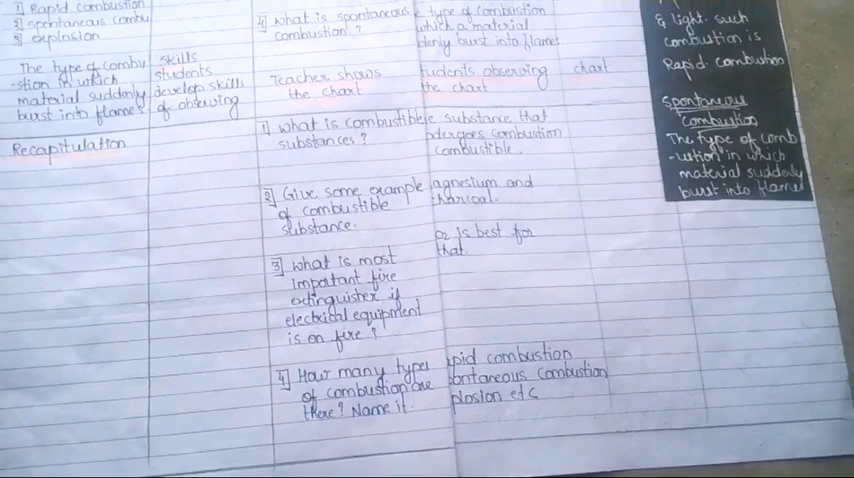 1] Rapid combustion
2] spontancous combu
3] explosion
The type of combu
-stion in which
material suddenly
burst into flames
Recapitulation
skills
students
develop skills
of observing
4] what is spontaneous
combustion?
Teacher shows
the chart
1] what is combustible
substances?
2] Give some example
of combustible
substance.
3] what is most
impotant fire
extinguisher if
electrical equipment
is on fire?
4] How many types
of combustion are
there? Name it.
e type of combustion
which a material
denly burst into flames
tudents observing
the chart
e substance that
ndergoes combustion
combustible.
agnesium and
charcoal.
O2 is best for
that.
apid combustion
pontaneous combustion
plosion etc
chart
& light. such
combustion is
Rapid combustion
spontaneous
combustion
The type of comb
-ustion in which
material suddenly
burst into flames